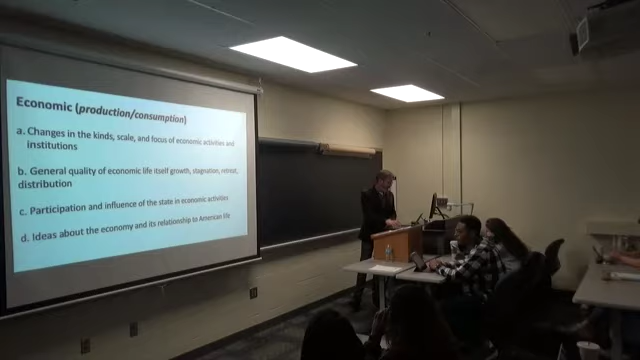 Economic (production/consumption)
a. Changes in the kinds, scale, and focus of economic activities and
institutions
b. General quality of economic life itself growth, stagnation, retreat,
distribution
c. Participation and influence of the state in economic activities
d. Ideas about the economy and its relationship to American life